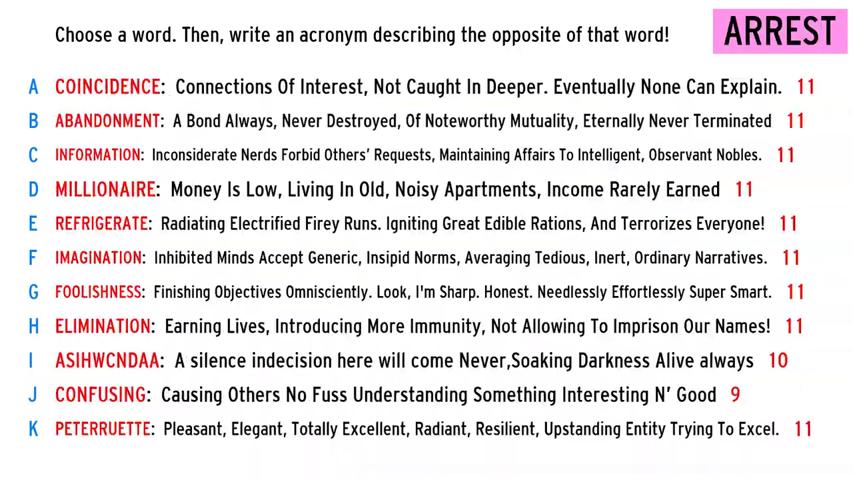 Choose a word. Then, write an acronym describing the opposite of that word!
ARREST
A COINCIDENCE: Connections Of Interest, Not Caught In Deeper. Eventually None Can Explain. 11
B ABANDONMENT: A Bond Always, Never Destroyed, Of Noteworthy Mutuality, Eternally Never Terminated 11
C INFORMATION: Inconsiderate Nerds Forbid Others' Requests, Maintaining Affairs To Intelligent, Observant Nobles. 11
D MILLIONAIRE: Money Is Low, Living In Old, Noisy Apartments, Income Rarely Earned 11
E REFRIGERATE: Radiating Electrified Firey Runs. Igniting Great Edible Rations, And Terrorizes Everyone! 11
F IMAGINATION: Inhibited Minds Accept Generic, Insipid Norms, Averaging Tedious, Inert, Ordinary Narratives. 11
G FOOLISHNESS: Finishing Objectives Omnisciently. Look, I'm Sharp. Honest. Needlessly Effortlessly Super Smart. 11
H ELIMINATION: Earning Lives, Introducing More Immunity, Not Allowing To Imprison Our Names! 11
I ASIHWCNDAA: A silence indecision here will come Never,Soaking Darkness Alive always 10
J CONFUSING: Causing Others No Fuss Understanding Something Interesting N' Good 9
K PETERRUETTE: Pleasant, Elegant, Totally Excellent, Radiant, Resilient, Upstanding Entity Trying To Excel. 11